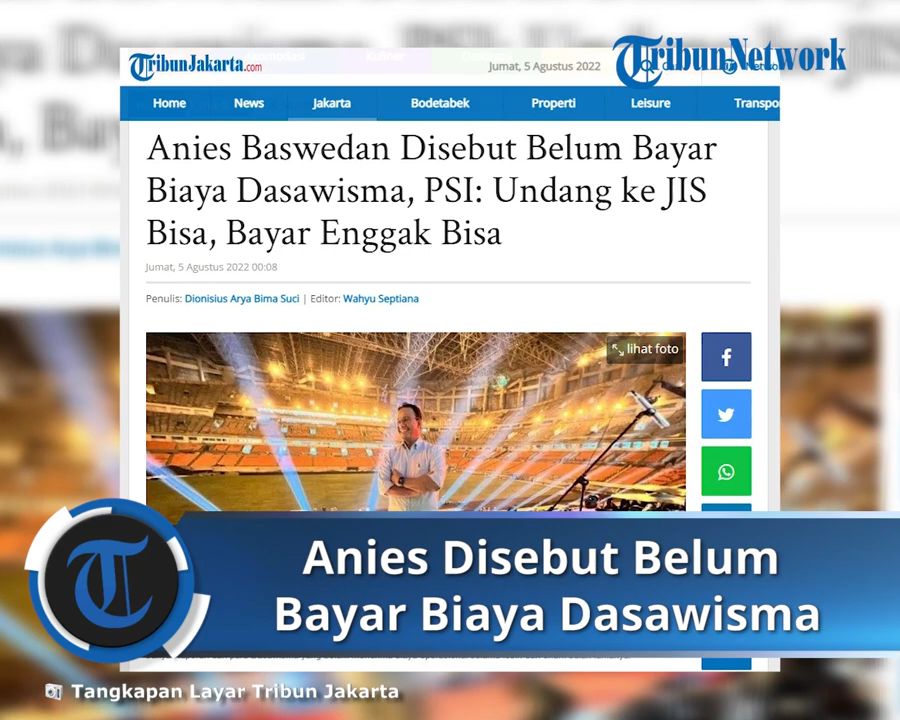 TribunJakarta.com
Jumat, 5 Agustus 2022
TribunNetwork
Home News Jakarta Bodetabek Properti Leisure Transpo
Anies Baswedan Disebut Belum Bayar
Biaya Dasawisma, PSI: Undang ke JIS
Bisa, Bayar Enggak Bisa
Jumat, 5 Agustus 2022 00:08
Penulis: Dionisius Arya Bima Suci | Editor: Wahyu Septiana
lihat foto
Anies Disebut Belum
Bayar Biaya Dasawisma
Tangkapan Layar Tribun Jakarta